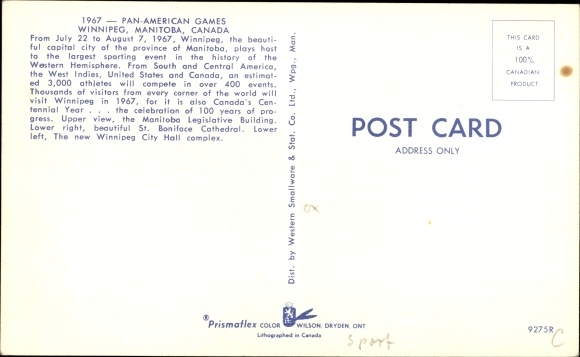 1967 — PAN-AMERICAN GAMES
WINNIPEG, MANITOBA, CANADA
From July 22 to August 7, 1967, Winnipeg, the beauti-
ful capital city of the province of Manitoba, plays host
to the largest sporting event in the history of the
Western Hemisphere. From South and Central America,
the West Indies, United States and Canada, an estimat-
ed 3,000 athletes will compete in over 400 events.
Thousands of visitors from every corner of the world will
visit Winnipeg in 1967, for it is also Canada's Cen-
tennial Year . . . the celebration of 100 years of pro-
gress. Upper view, the Manitoba Legislative Building.
Lower right, beautiful St. Boniface Cathedral. Lower
left, The new Winnipeg City Hall complex.
Dist. by Western Smallware & Stat. Co. Ltd., Wpg., Man.
THIS CARD
IS A
100%
CANADIAN
PRODUCT
POST CARD
ADDRESS ONLY
®Prismaflex COLOR WILSON, DRYDEN, ONT
Lithographed in Canada
sport
9275R C